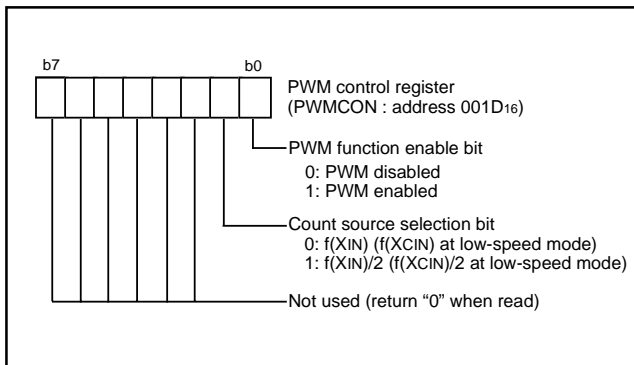 b7 b0
PWM control register
(PWMCON : address 001D16)
PWM function enable bit
0: PWM disabled
1: PWM enabled
Count source selection bit
0: f(XIN) (f(XCIN) at low-speed mode)
1: f(XIN)/2 (f(XCIN)/2 at low-speed mode)
Not used (return “0” when read)